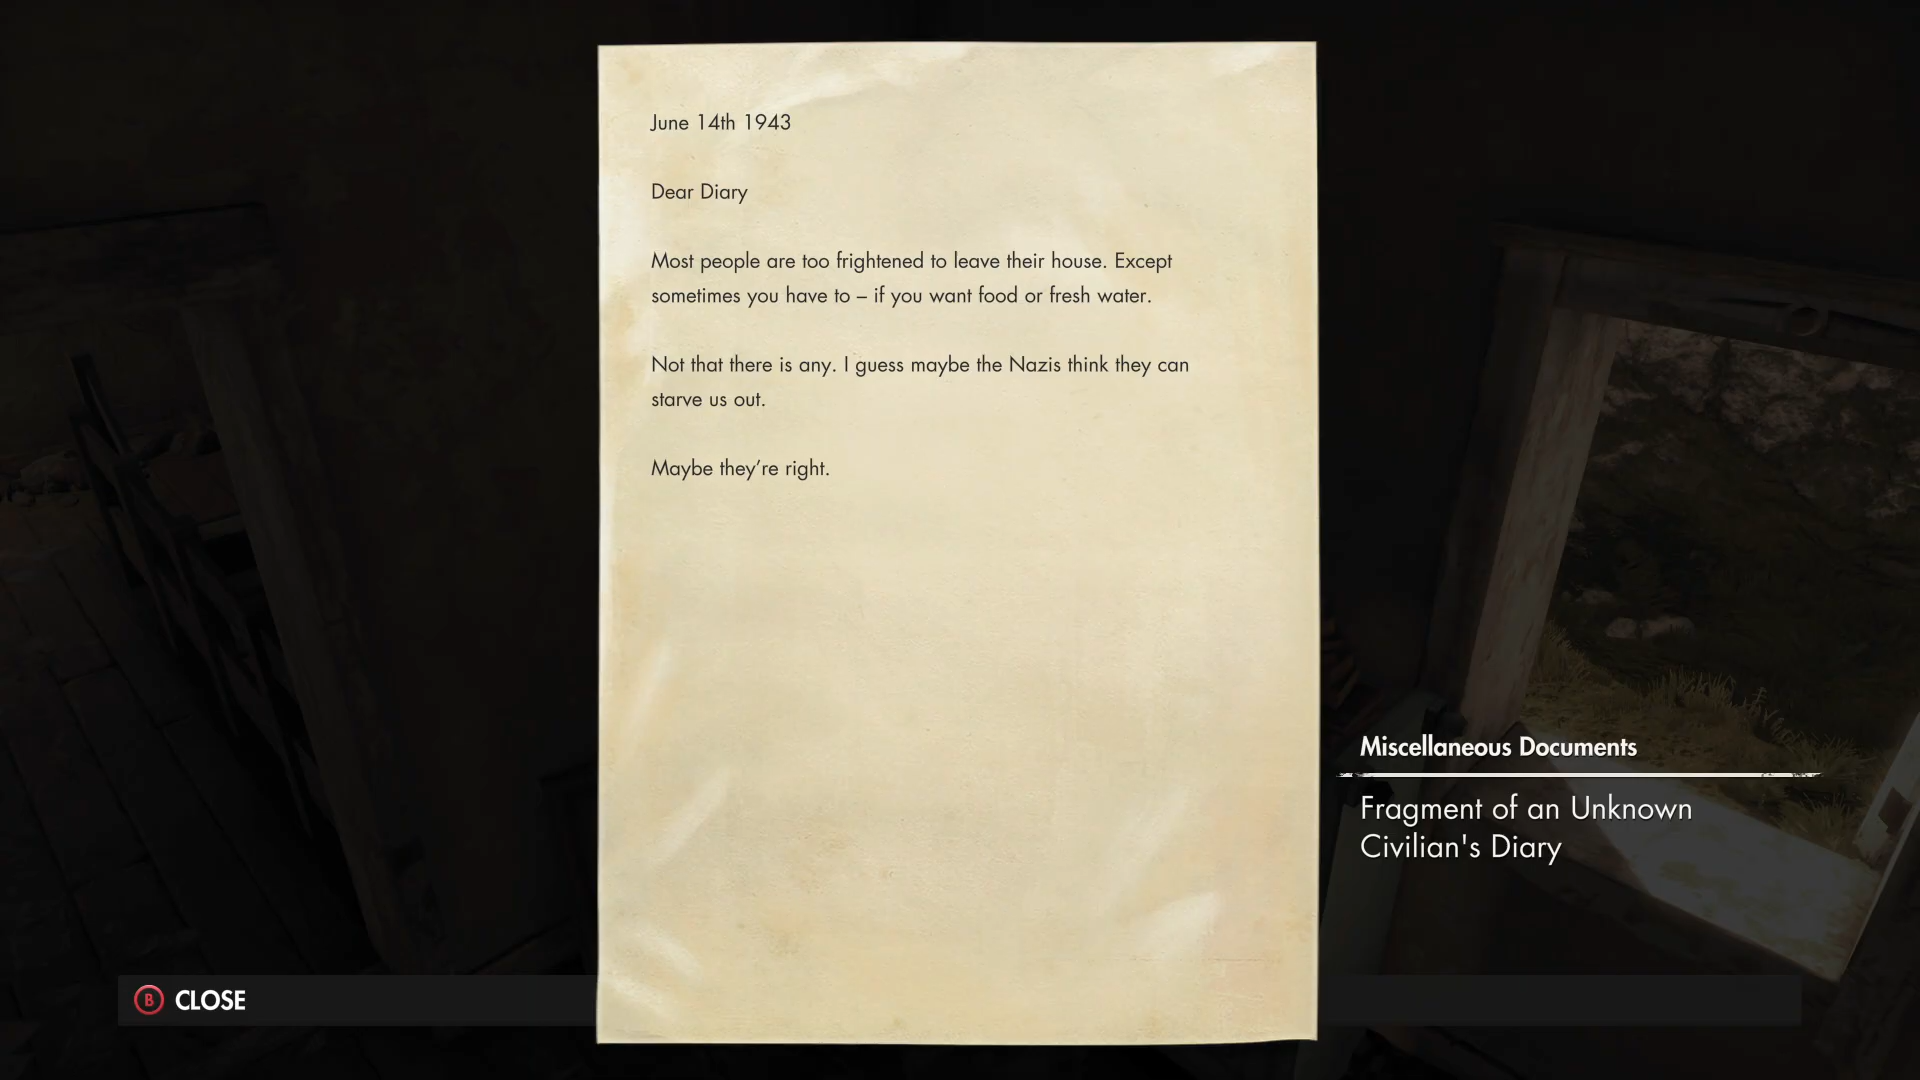 June 14th 1943
Dear Diary
Most people are too frightened to leave their house. Except
sometimes you have to – if you want food or fresh water.
Not that there is any. I guess maybe the Nazis think they can
starve us out.
Maybe they’re right.
Miscellaneous Documents
Fragment of an Unknown
Civilian's Diary
B CLOSE